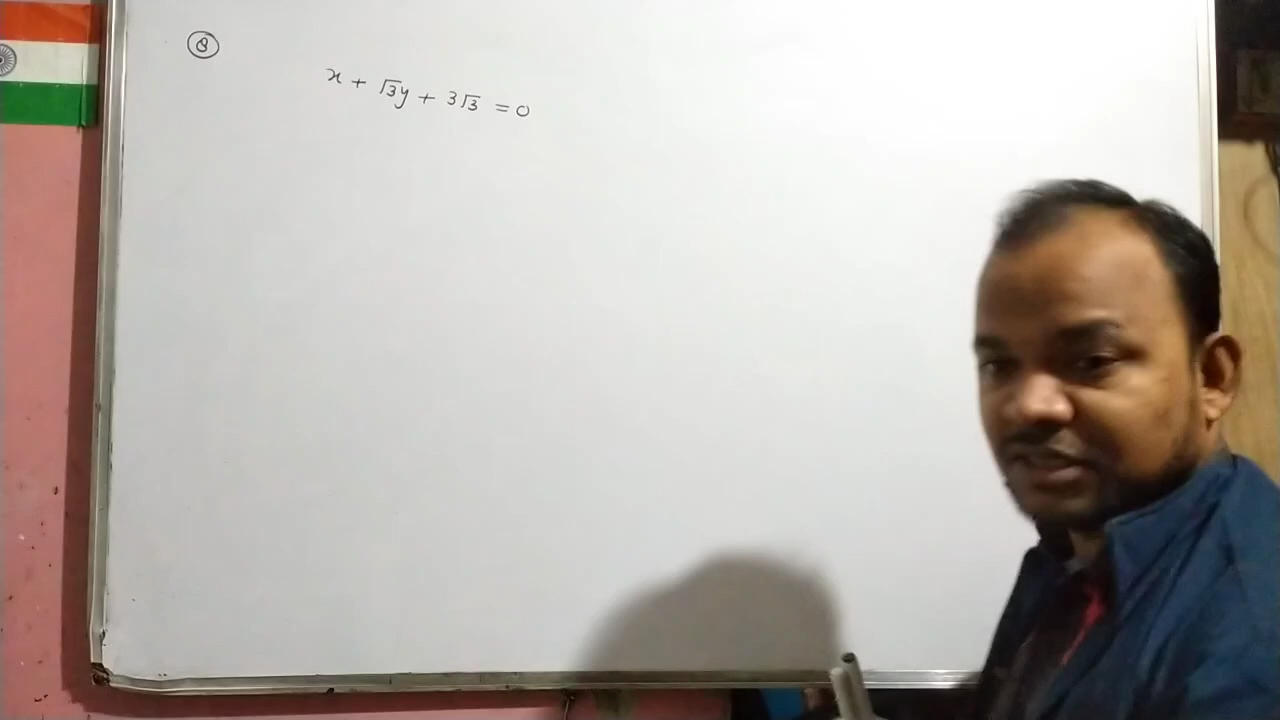 ⑧
x + √3y + 3√3 = 0